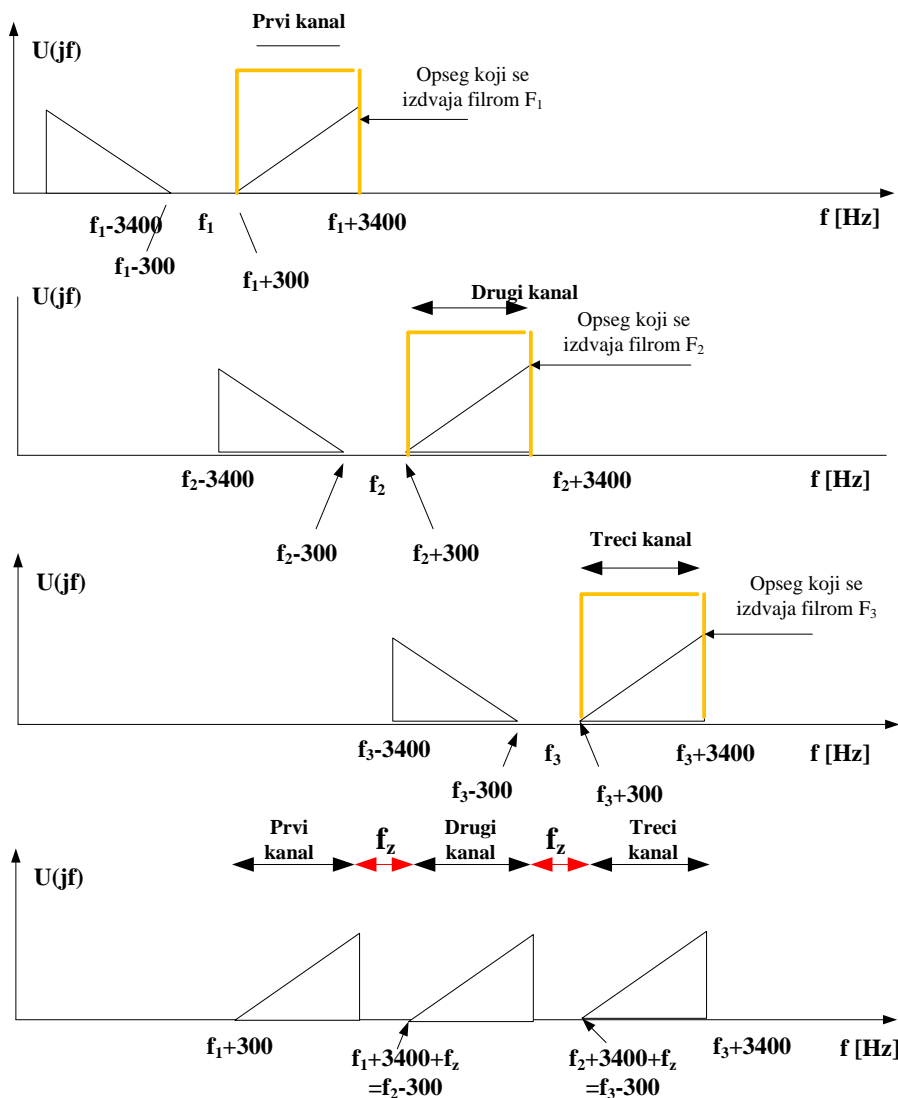 Prvi kanal
U(jf)
Opseg koji se
izdvaja filrom F₁
f₁-3400
f₁
f₁+3400
f [Hz]
f₁-300
f₁+300
U(jf)
Drugi kanal
Opseg koji se
izdvaja filrom F₂
f₂-3400
f₂
f₂+3400
f [Hz]
f₂-300
f₂+300
Treci kanal
U(jf)
Opseg koji se
izdvaja filrom F₃
f₃-3400
f₃
f₃+3400
f [Hz]
f₃-300
f₃+300
Prvi
kanal
f_z
Drugi
kanal
f_z
Treci
kanal
U(jf)
f₁+300
f₁+3400+f_z
=f₂-300
f₂+3400+f_z
=f₃-300
f₃+3400
f [Hz]